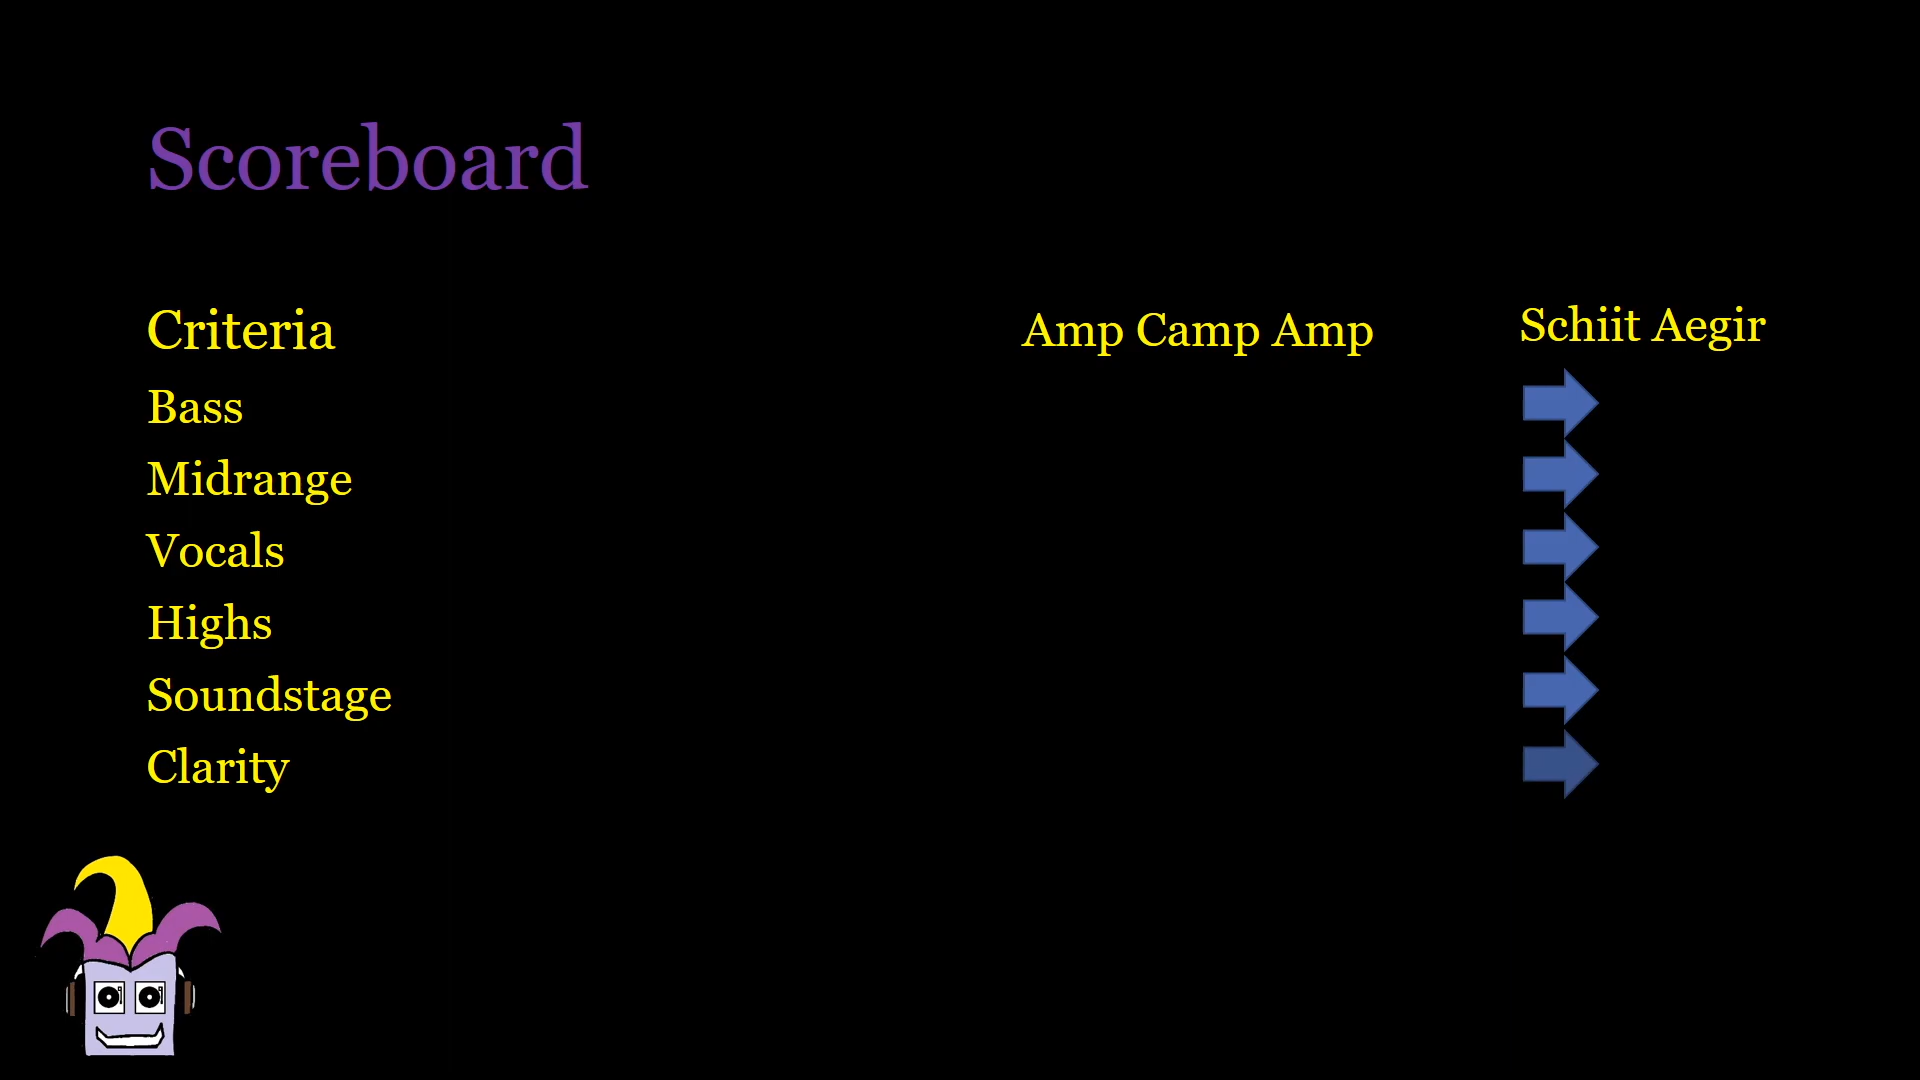 Scoreboard
Criteria Amp Camp Amp Schiit Aegir
Bass
Midrange
Vocals
Highs
Soundstage
Clarity